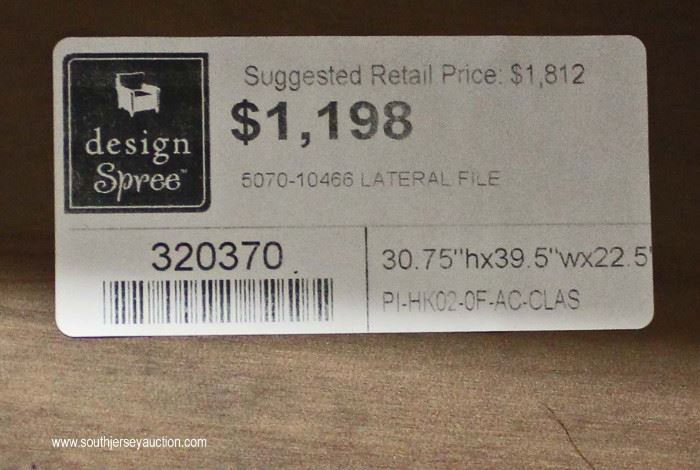 design
Spree™
Suggested Retail Price: $1,812
$1,198
5070-10466 LATERAL FILE
320370
30.75"hx39.5"wx22.5"
PI-HK02-0F-AC-CLAS
www.southjerseyauction.com